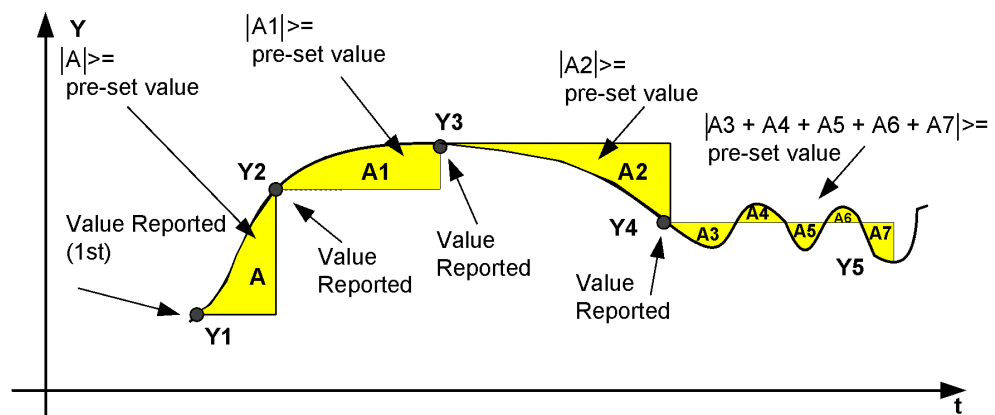 Y
|A|>=
pre-set value
|A1|>=
pre-set value
|A2|>=
pre-set value
|A3 + A4 + A5 + A6 + A7|>=
pre-set value
Y3
Y2
A1
A2
Value Reported
(1st)
A
Value
Reported
Value
Reported
Y4
Value
Reported
A3
A4
A5
A6
A7
Y5
Y1
t